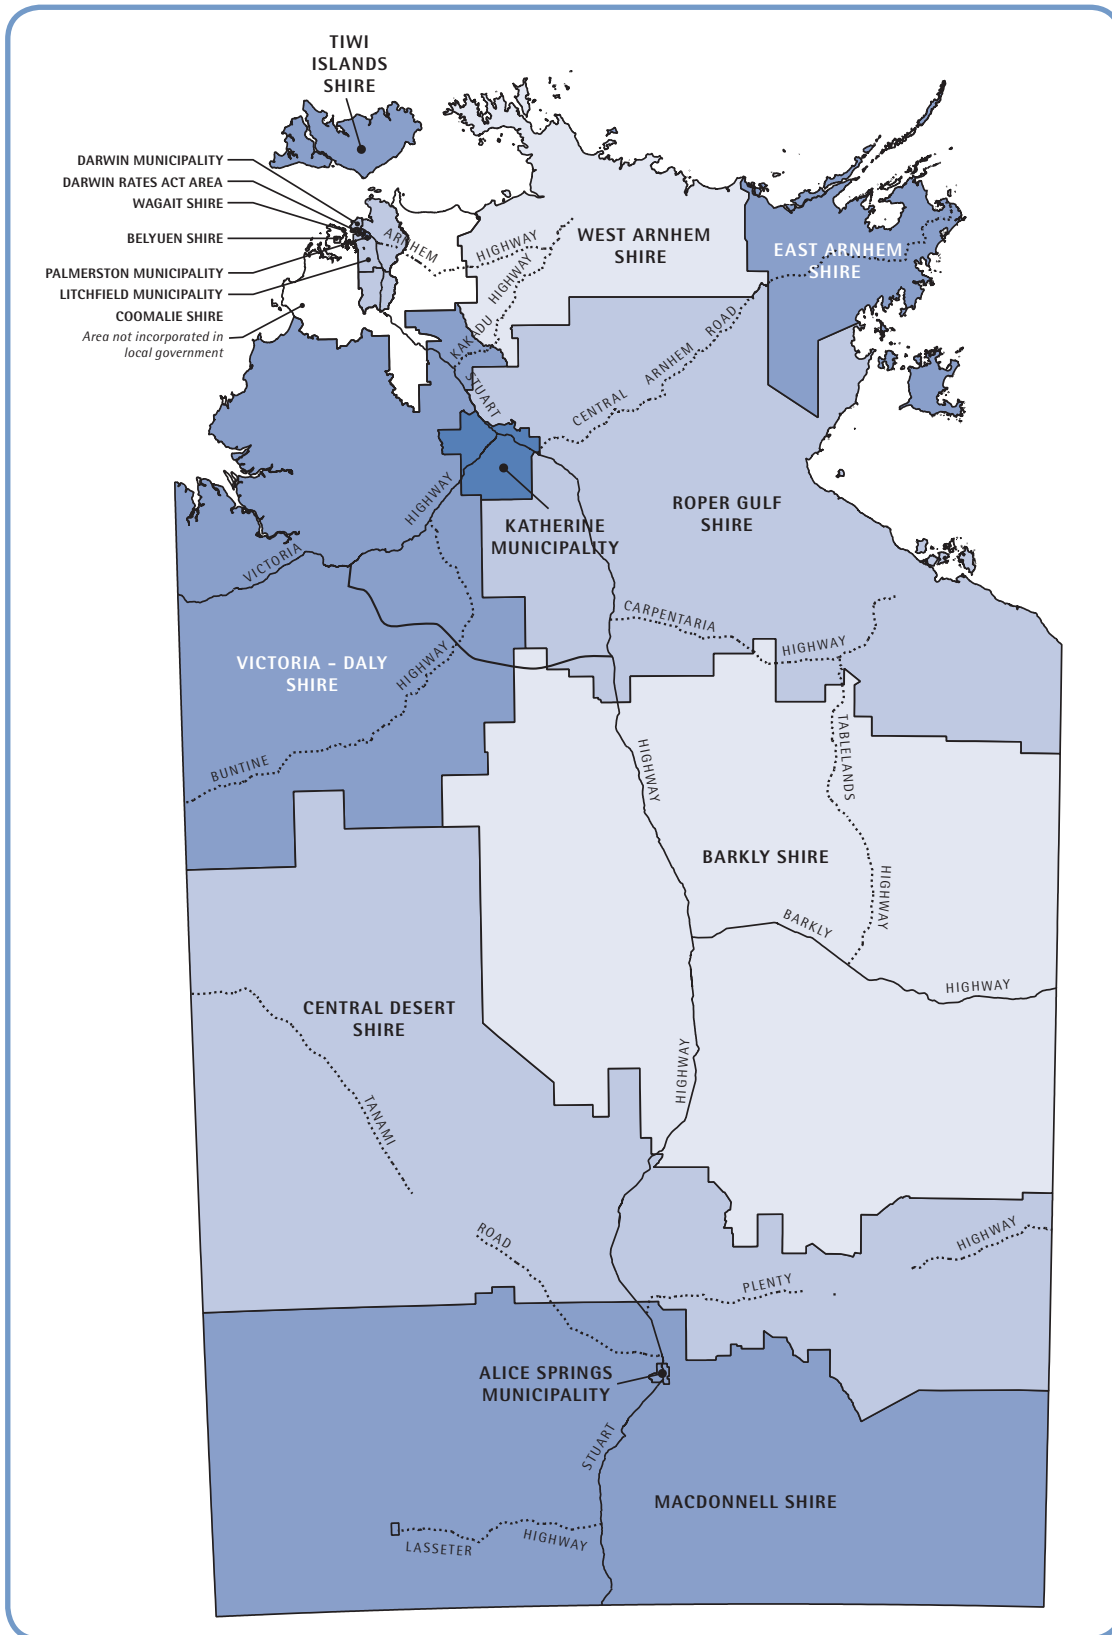 TIWI
ISLANDS
SHIRE
DARWIN MUNICIPALITY
DARWIN RATES ACT AREA
WAGAIT SHIRE
BELYUEN SHIRE
PALMERSTON MUNICIPALITY
LITCHFIELD MUNICIPALITY
COOMALIE SHIRE
Area not incorporated in
local government
ARNHEM
HIGHWAY
KAKADU
HIGHWAY
WEST ARNHEM
SHIRE
EAST ARNHEM
SHIRE
STUART
CENTRAL
ARNHEM
ROAD
HIGHWAY
VICTORIA
KATHERINE
MUNICIPALITY
ROPER GULF
SHIRE
CARPENTARIA
HIGHWAY
VICTORIA – DALY
SHIRE
HIGHWAY
BUNTINE
HIGHWAY
TABLELANDS
HIGHWAY
BARKLY SHIRE
BARKLY
HIGHWAY
CENTRAL DESERT
SHIRE
HIGHWAY
TANAMI
ROAD
PLENTY
HIGHWAY
ALICE SPRINGS
MUNICIPALITY
STUART
MACDONNELL SHIRE
LASSETER
HIGHWAY